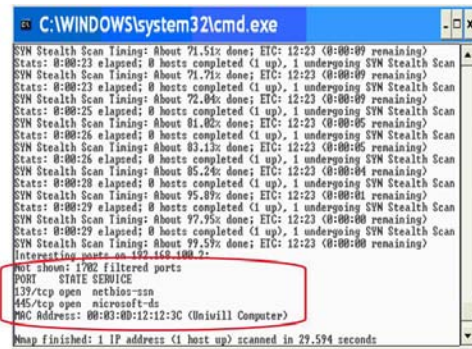 C:\WINDOWS\system32\cmd.exe
SYN Stealth Scan Timing: About 71.51% done; ETC: 12:23 (0:00:09 remaining)
Stats: 0:00:23 elapsed; 0 hosts completed (1 up), 1 undergoing SYN Stealth Scan
SYN Stealth Scan Timing: About 71.71% done; ETC: 12:23 (0:00:09 remaining)
Stats: 0:00:23 elapsed; 0 hosts completed (1 up), 1 undergoing SYN Stealth Scan
SYN Stealth Scan Timing: About 72.04% done; ETC: 12:23 (0:00:09 remaining)
Stats: 0:00:25 elapsed; 0 hosts completed (1 up), 1 undergoing SYN Stealth Scan
SYN Stealth Scan Timing: About 81.02% done; ETC: 12:23 (0:00:05 remaining)
Stats: 0:00:26 elapsed; 0 hosts completed (1 up), 1 undergoing SYN Stealth Scan
SYN Stealth Scan Timing: About 83.13% done; ETC: 12:23 (0:00:05 remaining)
Stats: 0:00:26 elapsed; 0 hosts completed (1 up), 1 undergoing SYN Stealth Scan
SYN Stealth Scan Timing: About 85.24% done; ETC: 12:23 (0:00:04 remaining)
Stats: 0:00:28 elapsed; 0 hosts completed (1 up), 1 undergoing SYN Stealth Scan
SYN Stealth Scan Timing: About 95.89% done; ETC: 12:23 (0:00:01 remaining)
Stats: 0:00:29 elapsed; 0 hosts completed (1 up), 1 undergoing SYN Stealth Scan
SYN Stealth Scan Timing: About 97.95% done; ETC: 12:23 (0:00:00 remaining)
Stats: 0:00:29 elapsed; 0 hosts completed (1 up), 1 undergoing SYN Stealth Scan
SYN Stealth Scan Timing: About 99.59% done; ETC: 12:23 (0:00:00 remaining)
Interesting ports on 192.168.100.2:
Not shown: 1702 filtered ports
PORT STATE SERVICE
139/tcp open netbios-ssn
445/tcp open microsoft-ds
MAC Address: 00:03:0D:12:12:3C (Uniwill Computer)
Nmap finished: 1 IP address (1 host up) scanned in 29.594 seconds